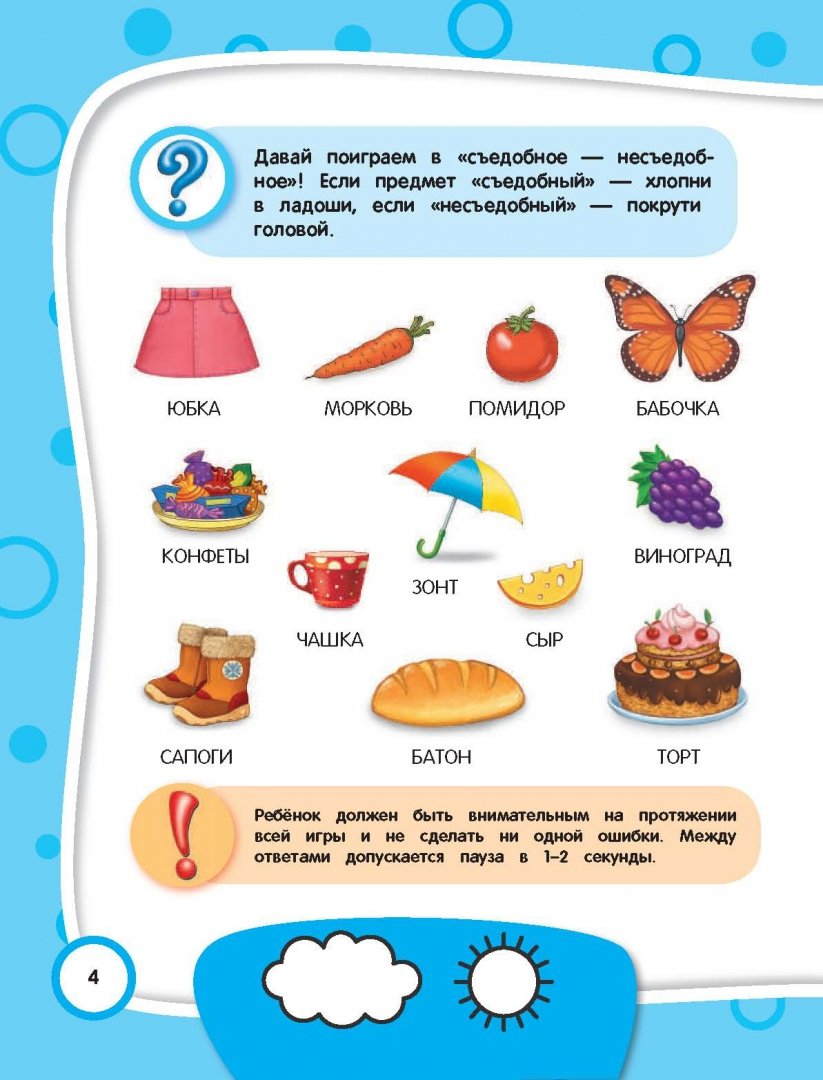 Давай поиграем в «съедобное — несъедоб-
ное»! Если предмет «съедобный» — хлопни
в ладоши, если «несъедобный» — покрути
головой.
ЮБКА
МОРКОВЬ
ПОМИДОР
БАБОЧКА
КОНФЕТЫ
ЗОНТ
ВИНОГРАД
ЧАШКА
СЫР
САПОГИ
БАТОН
ТОРТ
Ребёнок должен быть внимательным на протяжении
всей игры и не сделать ни одной ошибки. Между
ответами допускается пауза в 1–2 секунды.
4